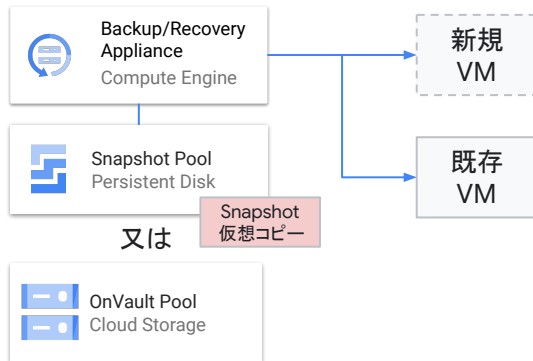 Backup/Recovery
Appliance
Compute Engine
新規
VM
Snapshot Pool
Persistent Disk
既存
VM
Snapshot
仮想コピー
又は
OnVault Pool
Cloud Storage